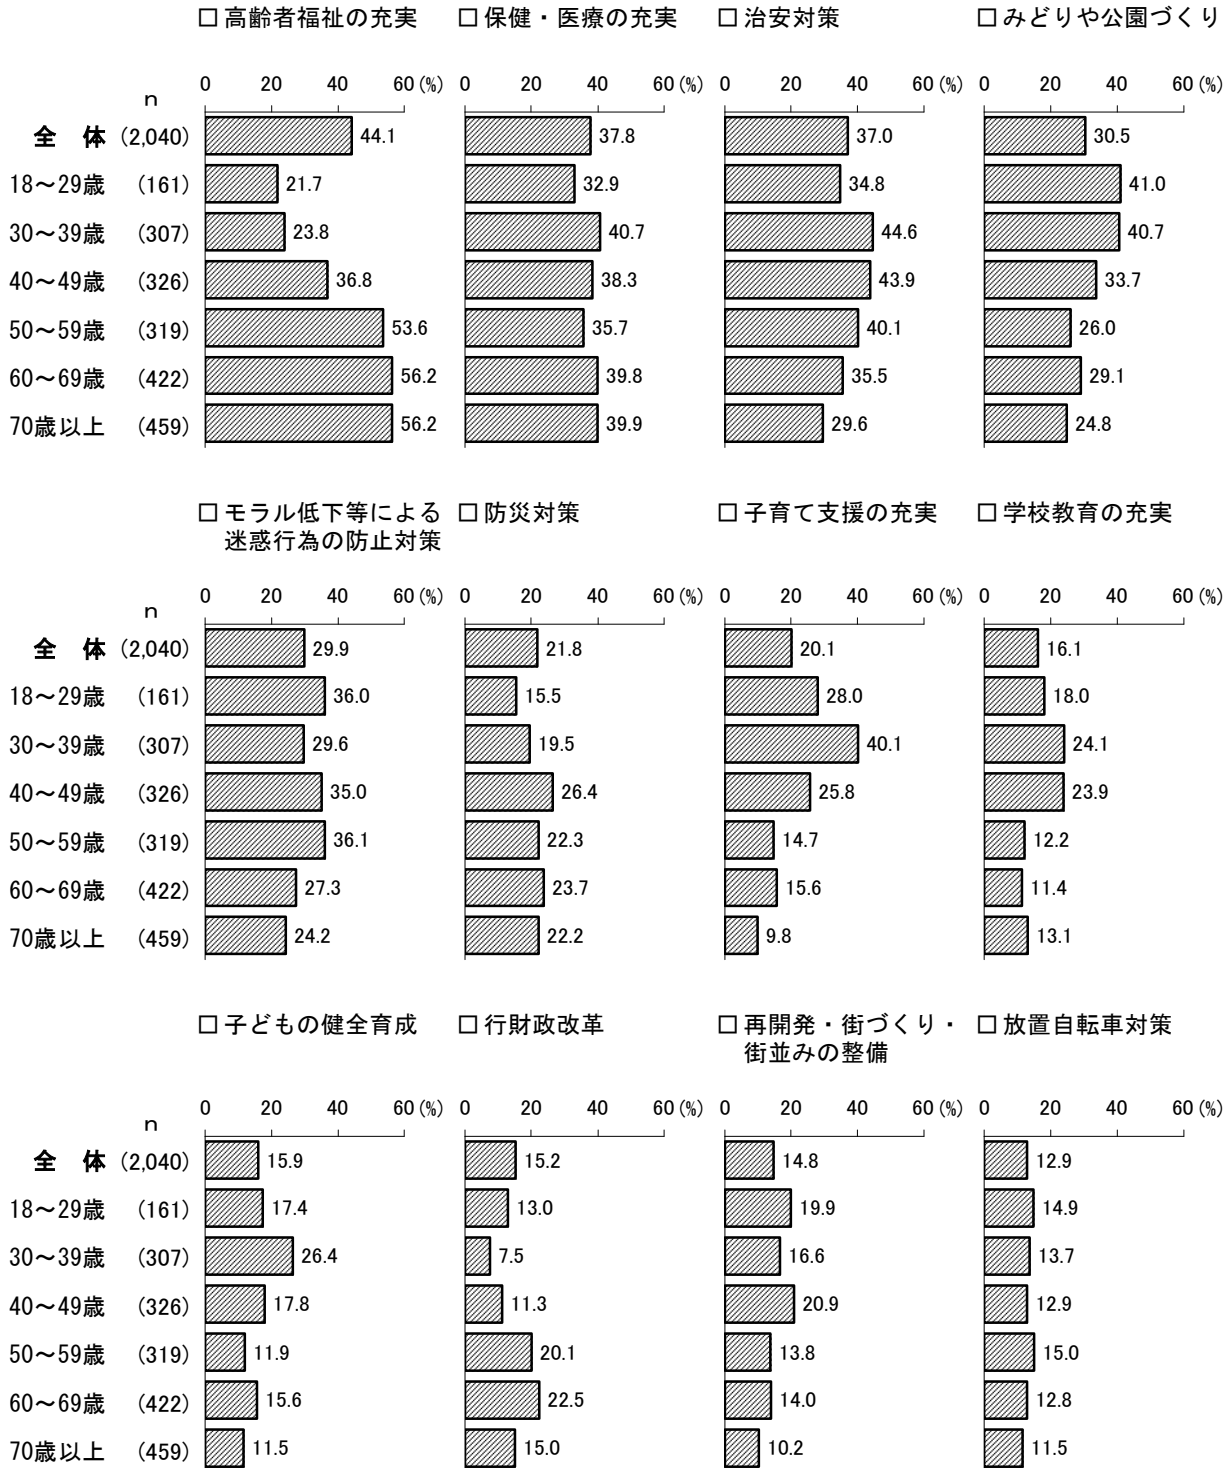 □ 高齢者福祉の充実 □ 保健・医療の充実 □ 治安対策 □ みどりや公園づくり
0 20 40 60(%) 0 20 40 60(%) 0 20 40 60(%) 0 20 40 60(%)
n
全 体 (2,040) 44.1 37.8 37.0 30.5
18～29歳 (161) 21.7 32.9 34.8 41.0
30～39歳 (307) 23.8 40.7 44.6 40.7
40～49歳 (326) 36.8 38.3 43.9 33.7
50～59歳 (319) 53.6 35.7 40.1 26.0
60～69歳 (422) 56.2 39.8 35.5 29.1
70歳以上 (459) 56.2 39.9 29.6 24.8
□ モラル低下等による □ 防災対策 □ 子育て支援の充実 □ 学校教育の充実
迷惑行為の防止対策
0 20 40 60(%) 0 20 40 60(%) 0 20 40 60(%) 0 20 40 60(%)
n
全 体 (2,040) 29.9 21.8 20.1 16.1
18～29歳 (161) 36.0 15.5 28.0 18.0
30～39歳 (307) 29.6 19.5 40.1 24.1
40～49歳 (326) 35.0 26.4 25.8 23.9
50～59歳 (319) 36.1 22.3 14.7 12.2
60～69歳 (422) 27.3 23.7 15.6 11.4
70歳以上 (459) 24.2 22.2 9.8 13.1
□ 子どもの健全育成 □ 行財政改革 □ 再開発・街づくり・ □ 放置自転車対策
街並みの整備
0 20 40 60(%) 0 20 40 60(%) 0 20 40 60(%) 0 20 40 60(%)
n
全 体 (2,040) 15.9 15.2 14.8 12.9
18～29歳 (161) 17.4 13.0 19.9 14.9
30～39歳 (307) 26.4 7.5 16.6 13.7
40～49歳 (326) 17.8 11.3 20.9 12.9
50～59歳 (319) 11.9 20.1 13.8 15.0
60～69歳 (422) 15.6 22.5 14.0 12.8
70歳以上 (459) 11.5 15.0 10.2 11.5